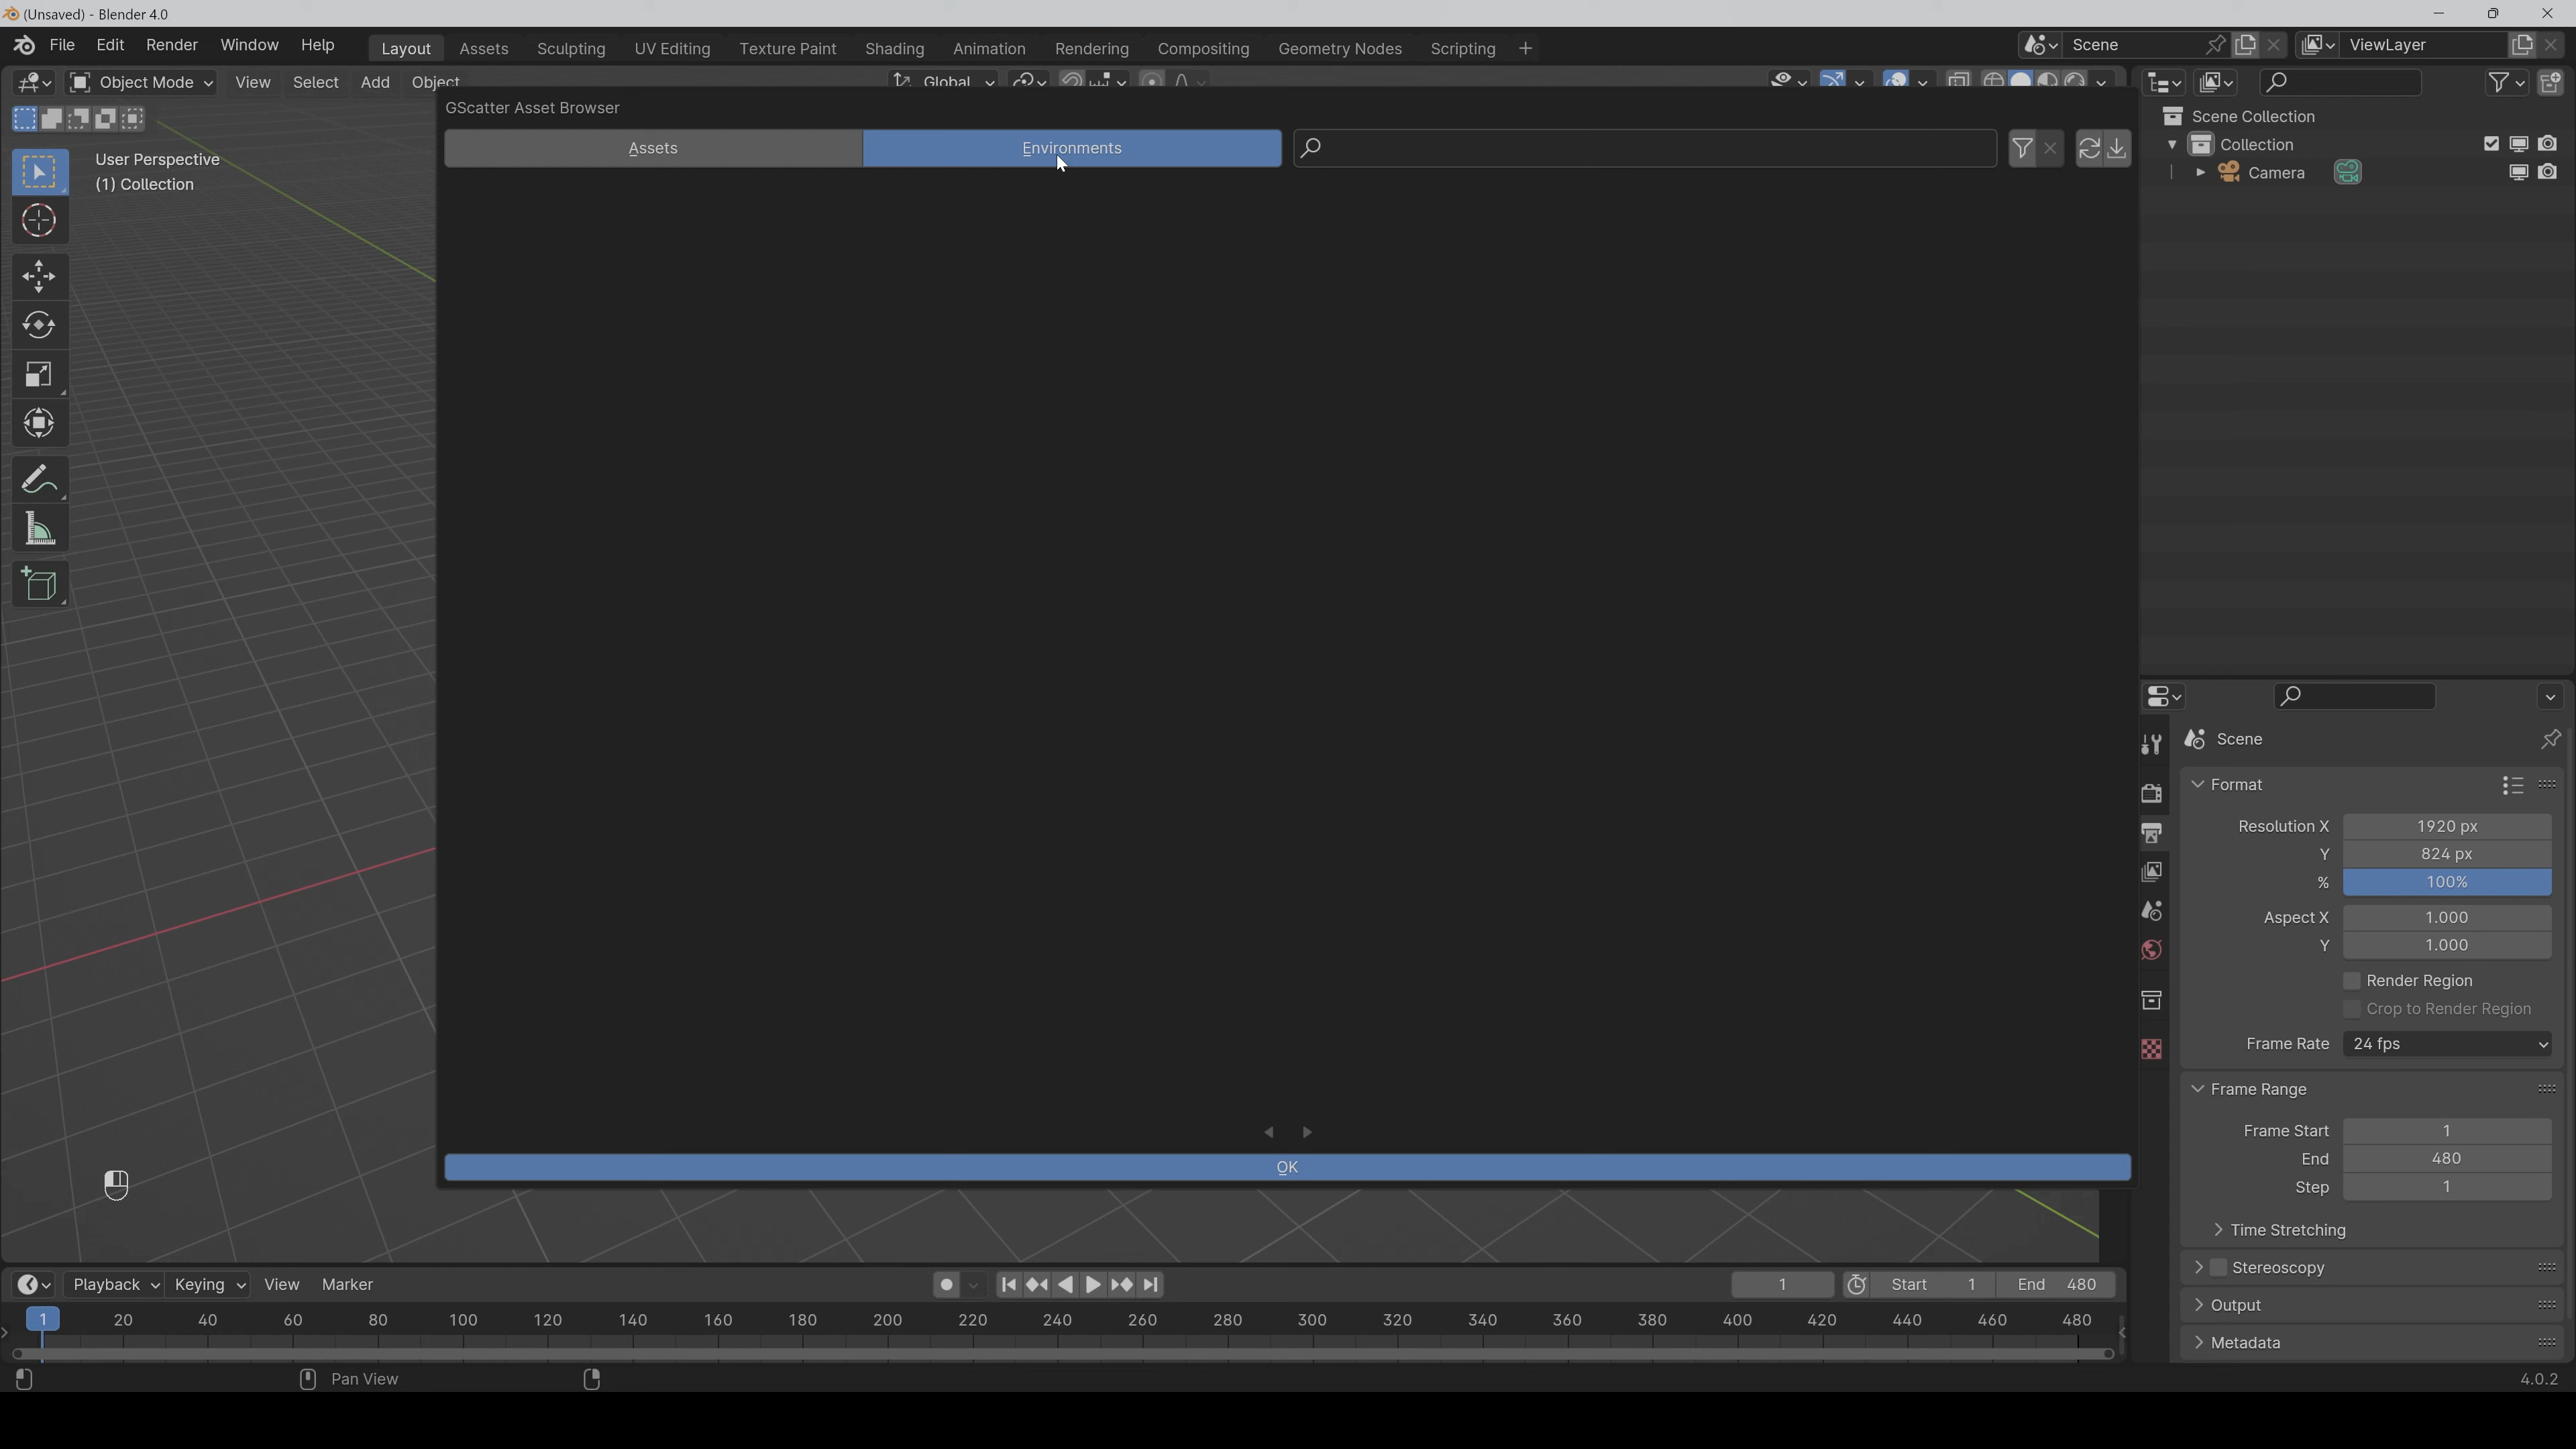 (Unsaved) - Blender 4.0
File Edit Render Window Help Layout Assets Sculpting UV Editing Texture Paint Shading Animation Rendering Compositing Geometry Nodes Scripting + Scene ViewLayer
Object Mode View Select Add Object Global
User Perspective
(1) Collection
GScatter Asset Browser
Assets Environments
OK
Scene Collection
Collection
Camera
Scene
Format
Resolution X 1920 px
Y 824 px
% 100%
Aspect X 1.000
Y 1.000
Render Region
Crop to Render Region
Frame Rate 24 fps
Frame Range
Frame Start 1
End 480
Step 1
Time Stretching
Stereoscopy
Output
Metadata
Playback Keying View Marker 1 Start 1 End 480
1 20 40 60 80 100 120 140 160 180 200 220 240 260 280 300 320 340 360 380 400 420 440 460 480
Pan View 4.0.2